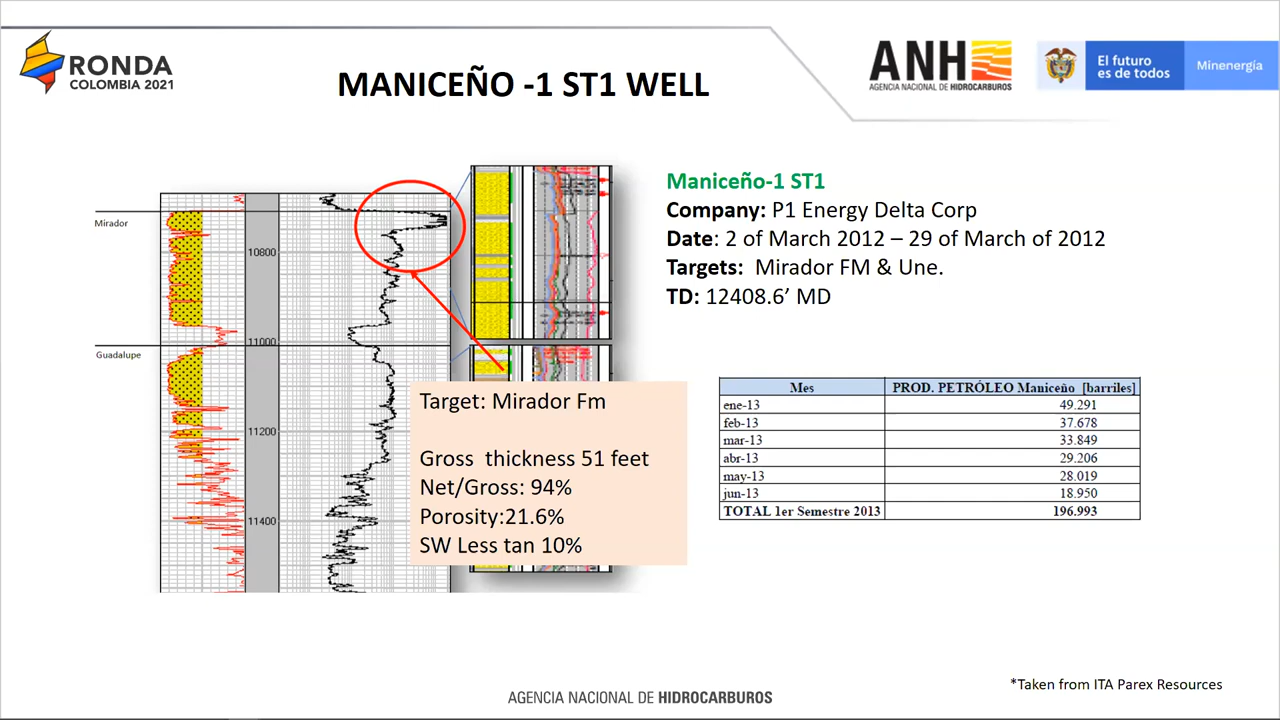 RONDA
COLOMBIA 2021
MANICEÑO -1 ST1 WELL
ANH
AGENCIA NACIONAL DE HIDROCARBUROS
El futuro
es de todos
Minenergía
Mirador
10800
11000
Guadalupe
11200
11400
Maniceño-1 ST1
Company: P1 Energy Delta Corp
Date: 2 of March 2012 – 29 of March of 2012
Targets: Mirador FM & Une.
TD: 12408.6’ MD
Target: Mirador Fm
Gross thickness 51 feet
Net/Gross: 94%
Porosity:21.6%
SW Less tan 10%
Mes PROD. PETRÓLEO Maniceño [barriles]
ene-13 49.291
feb-13 37.678
mar-13 33.849
abr-13 29.206
may-13 28.019
jun-13 18.950
TOTAL 1er Semestre 2013 196.993
*Taken from ITA Parex Resources
AGENCIA NACIONAL DE HIDROCARBUROS